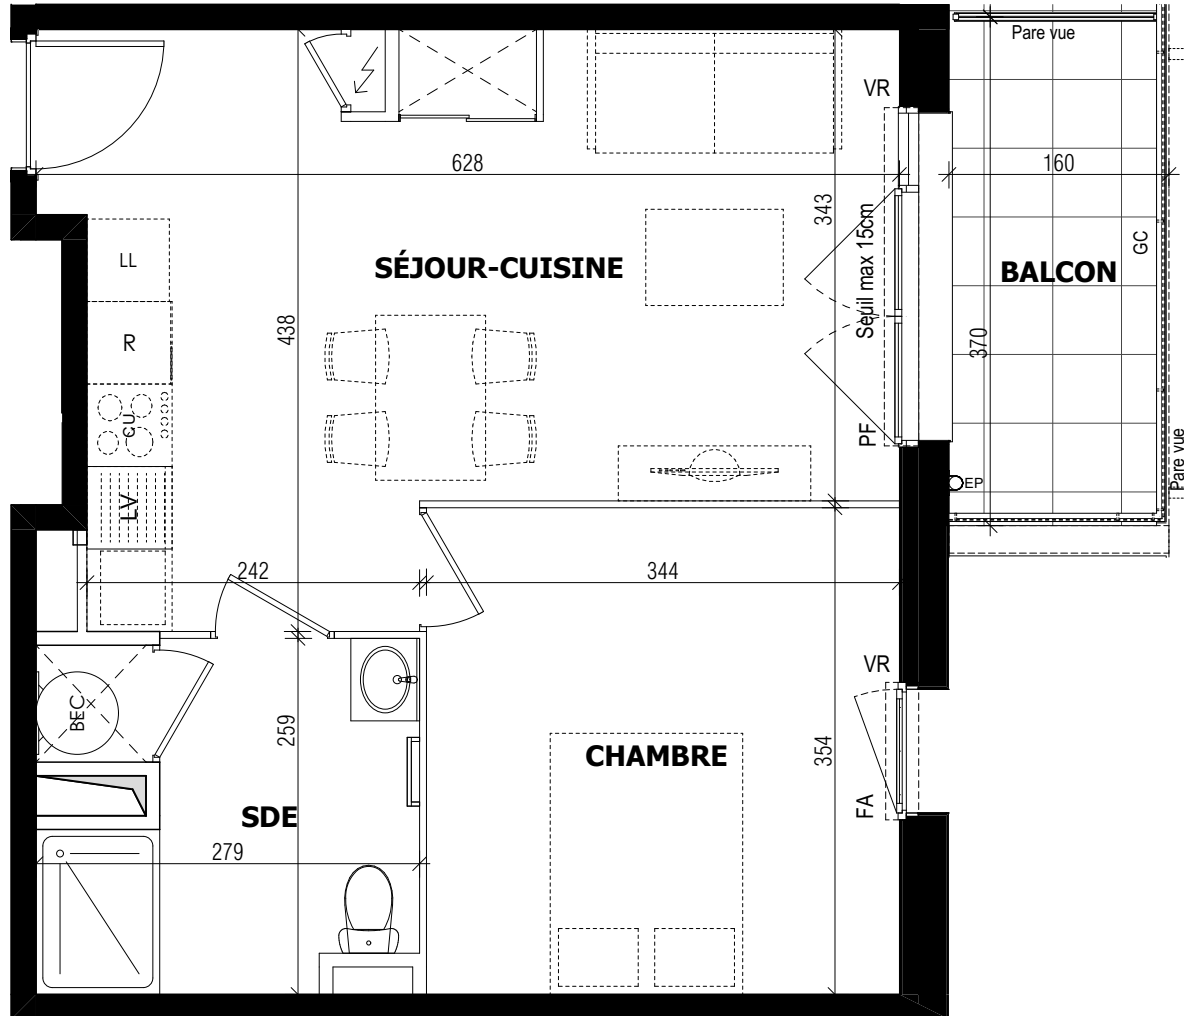 Pare vue
VR
628
160
343
Seuil max 15cm
LL
SÉJOUR-CUISINE
GC
BALCON
438
R
370
CU
PF
Pare vue
LV
EP
242
344
VR
BEC
259
CHAMBRE
354
FA
SDE
279